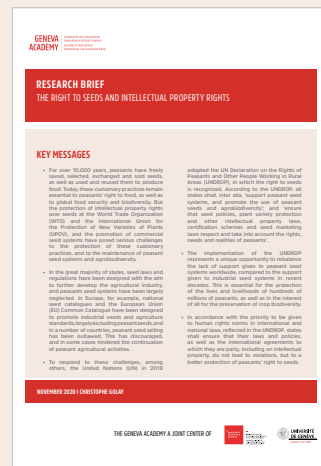 GENEVA
ACADEMY
RESEARCH BRIEF
THE RIGHT TO SEEDS AND INTELLECTUAL PROPERTY RIGHTS
KEY MESSAGES
• For over 10,000 years, peasants have freely
saved, selected, exchanged and sold seeds,
as well as used and reused them to produce
food. Today, these customary practices remain
essential to peasants' right to food, as well as
to global food security and biodiversity. But
the protection of intellectual property rights
over seeds at the World Trade Organization
(WTO) and the International Union for
the Protection of New Varieties of Plants
(UPOV), and the promotion of commercial
seed systems have posed serious challenges
to the protection of these customary
practices, and to the maintenance of peasant
seed systems and agrobiodiversity.
• In the great majority of states, seed laws and
regulations have been designed with the aim
to further develop the agricultural industry,
and peasants seed systems have been largely
neglected. In Europe, for example, national
seed catalogues and the European Union
(EU) Common Catalogue have been designed
to promote industrial seeds and agriculture
standards, largely excluding peasant seeds, and
in a number of countries, peasant seed selling
has been outlawed. This has discouraged,
and in some cases hindered the continuation
of peasant agricultural activities.
• To respond to these challenges, among
others, the United Nations (UN) in 2018
adopted the UN Declaration on the Rights of
Peasants and Other People Working in Rural
Areas (UNDROP), in which the right to seeds
is recognized. According to the UNDROP, all
states shall, inter alia, 'support peasant seed
systems, and promote the use of peasant
seeds and agrobiodiversity' and 'ensure
that seed policies, plant variety protection
and other intellectual property laws,
certification schemes and seed marketing
laws respect and take into account the rights,
needs and realities of peasants'.
• The implementation of the UNDROP
represents a unique opportunity to rebalance
the lack of support given to peasant seed
systems worldwide, compared to the support
given to industrial seed systems in recent
decades. This is essential for the protection
of the lives and livelihoods of hundreds of
millions of peasants, as well as in the interest
of all for the preservation of crop biodiversity.
• In accordance with the priority to be given
to human rights norms in international and
national laws, reflected in the UNDROP, states
shall ensure that their laws and policies,
as well as the international agreements to
which they are party, including on intellectual
property, do not lead to violations, but to a
better protection of peasants' right to seeds.
NOVEMBER 2020 I CHRISTOPHE GOLAY
THE GENEVA ACADEMY A JOINT CENTER OF
UNIVERSITÉ
DE GENÈVE